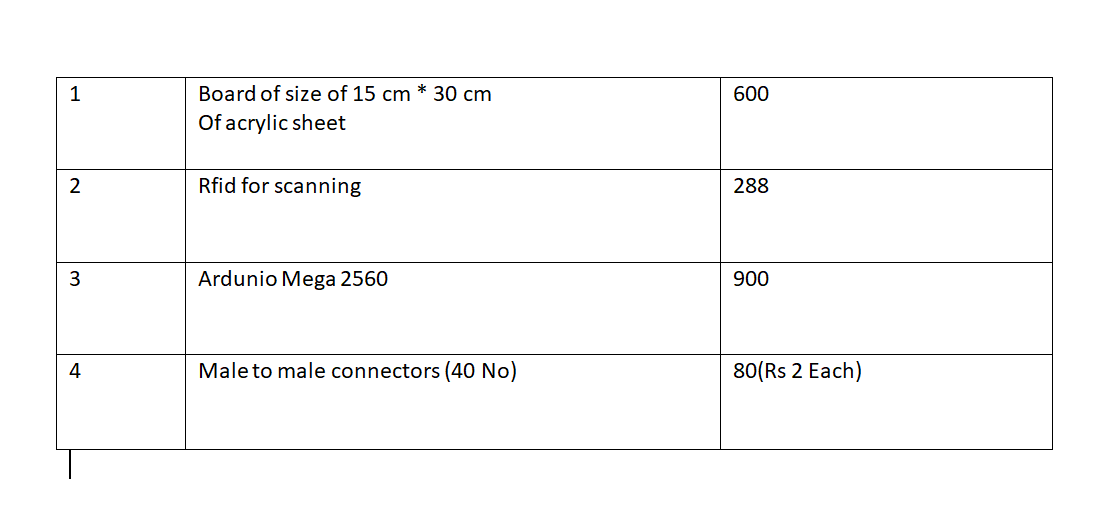 1 Board of size of 15 cm * 30 cm 600
Of acrylic sheet
2 Rfid for scanning 288
3 Ardunio Mega 2560 900
4 Male to male connectors (40 No) 80(Rs 2 Each)